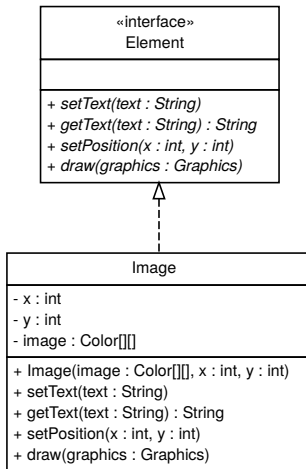 «interface»
Element
+ setText(text : String)
+ getText(text : String) : String
+ setPosition(x : int, y : int)
+ draw(graphics : Graphics)
Image
- x : int
- y : int
- image : Color[][]
+ Image(image : Color[][], x : int, y : int)
+ setText(text : String)
+ getText(text : String) : String
+ setPosition(x : int, y : int)
+ draw(graphics : Graphics)